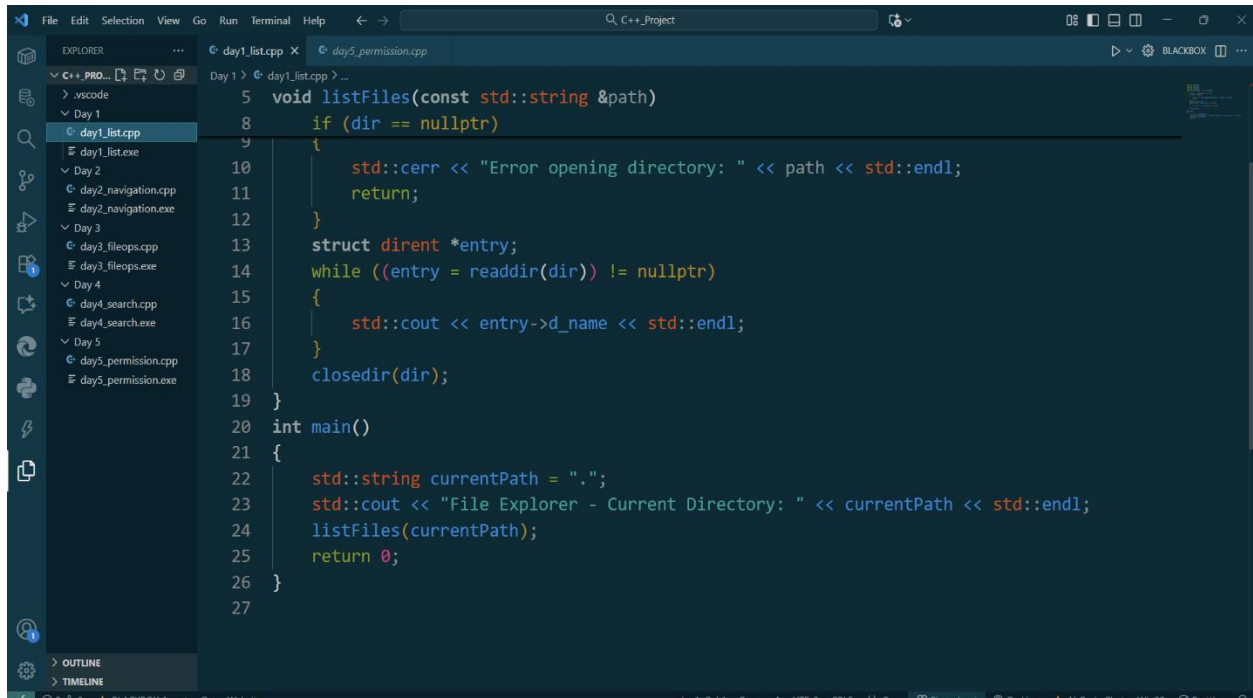 File Edit Selection View Go Run Terminal Help
C++_Project
EXPLORER
C++_PRO...
.vscode
Day 1
day1_list.cpp
day1_list.exe
Day 2
day2_navigation.cpp
day2_navigation.exe
Day 3
day3_fileops.cpp
day3_fileops.exe
Day 4
day4_search.cpp
day4_search.exe
Day 5
day5_permission.cpp
day5_permission.exe
OUTLINE
TIMELINE
day1_list.cpp day5_permission.cpp
BLACKBOX
Day 1 > day1_list.cpp > ...
5 void listFiles(const std::string &path)
8 if (dir == nullptr)
9 {
10 std::cerr << "Error opening directory: " << path << std::endl;
11 return;
12 }
13 struct dirent *entry;
14 while ((entry = readdir(dir)) != nullptr)
15 {
16 std::cout << entry->d_name << std::endl;
17 }
18 closedir(dir);
19 }
20 int main()
21 {
22 std::string currentPath = ".";
23 std::cout << "File Explorer - Current Directory: " << currentPath << std::endl;
24 listFiles(currentPath);
25 return 0;
26 }
27